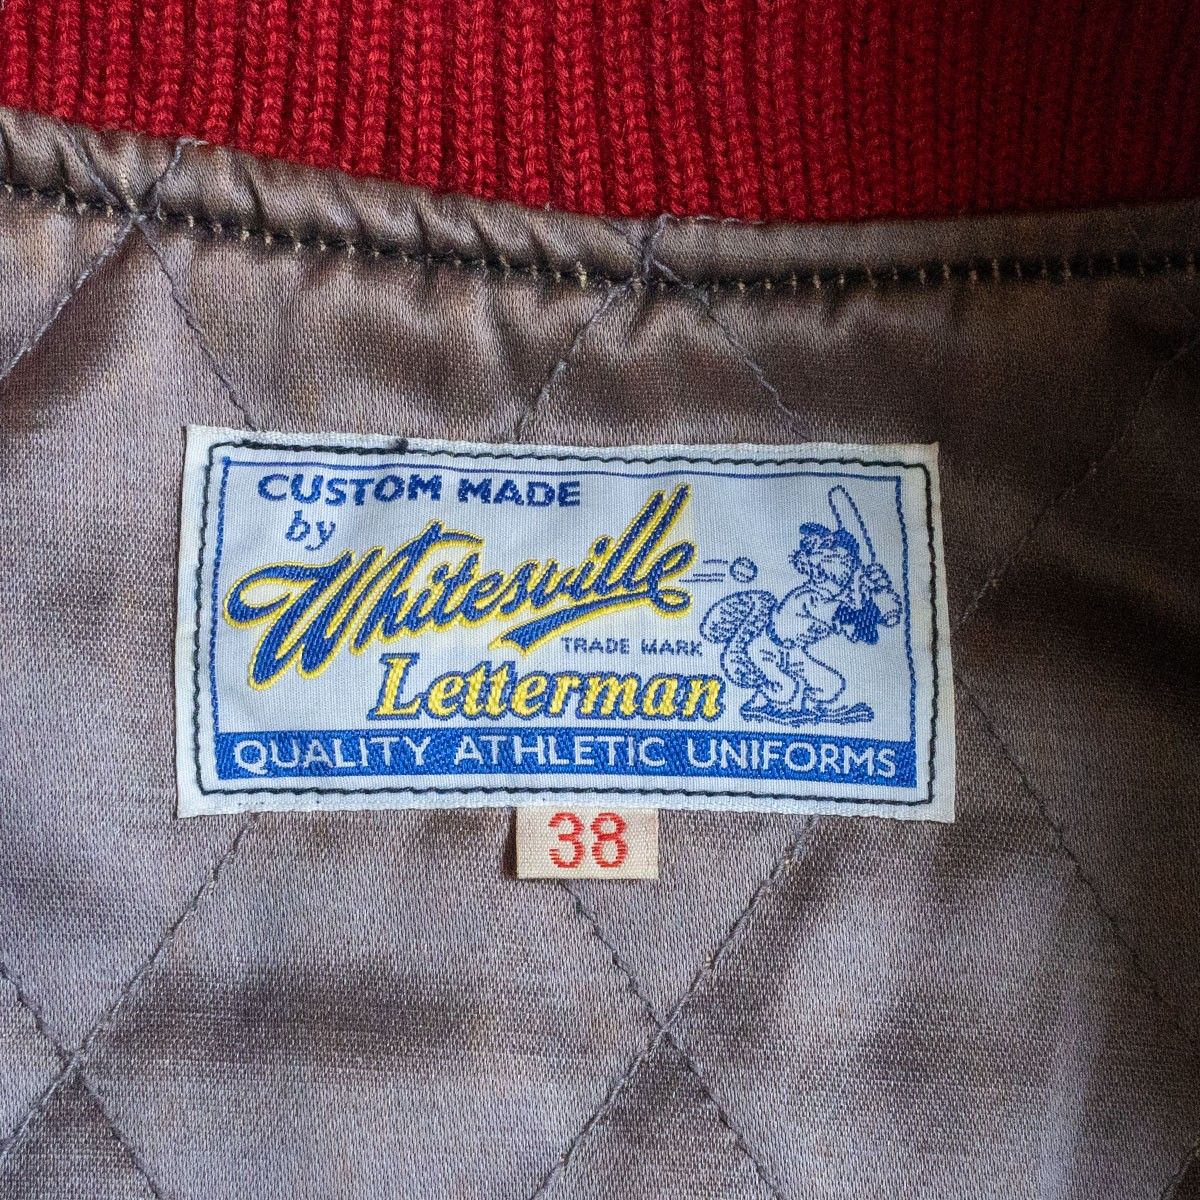 CUSTOM MADE
by
Whitesville
TRADE MARK
Letterman
QUALITY ATHLETIC UNIFORMS
38